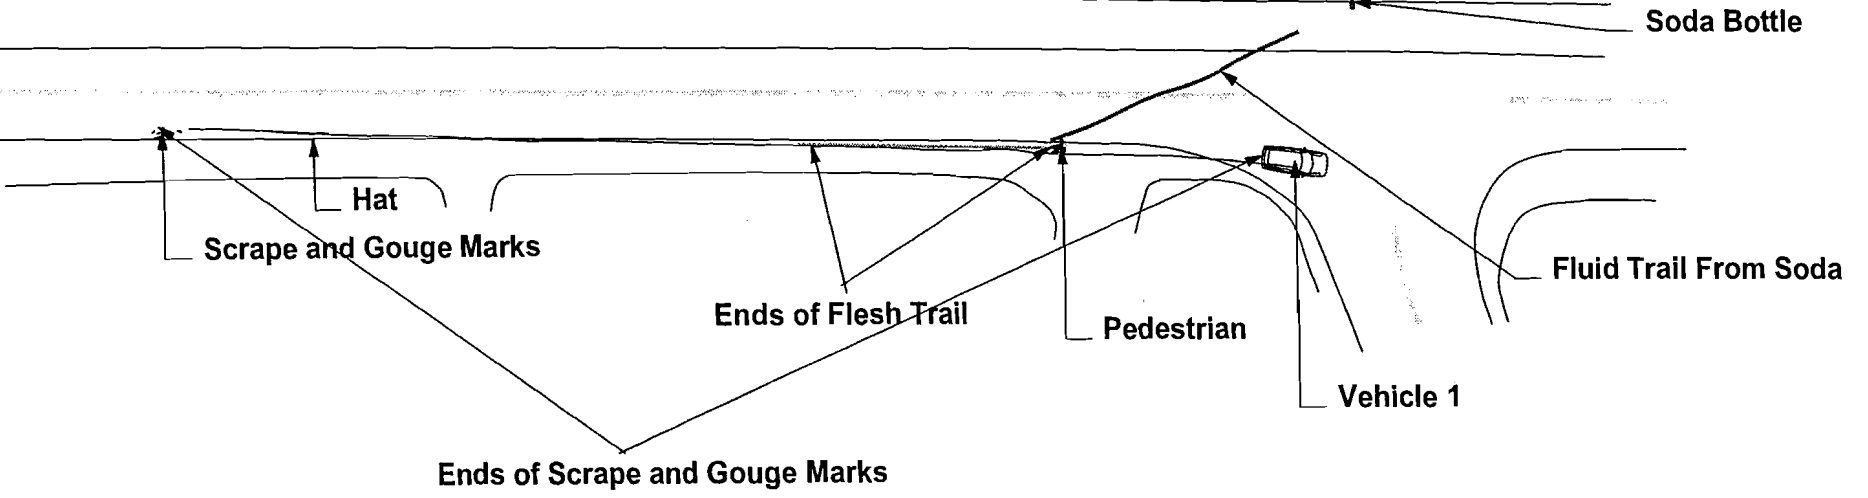 Soda Bottle
Hat
Scrape and Gouge Marks
Fluid Trail From Soda
Ends of Flesh Trail
Pedestrian
Vehicle 1
Ends of Scrape and Gouge Marks